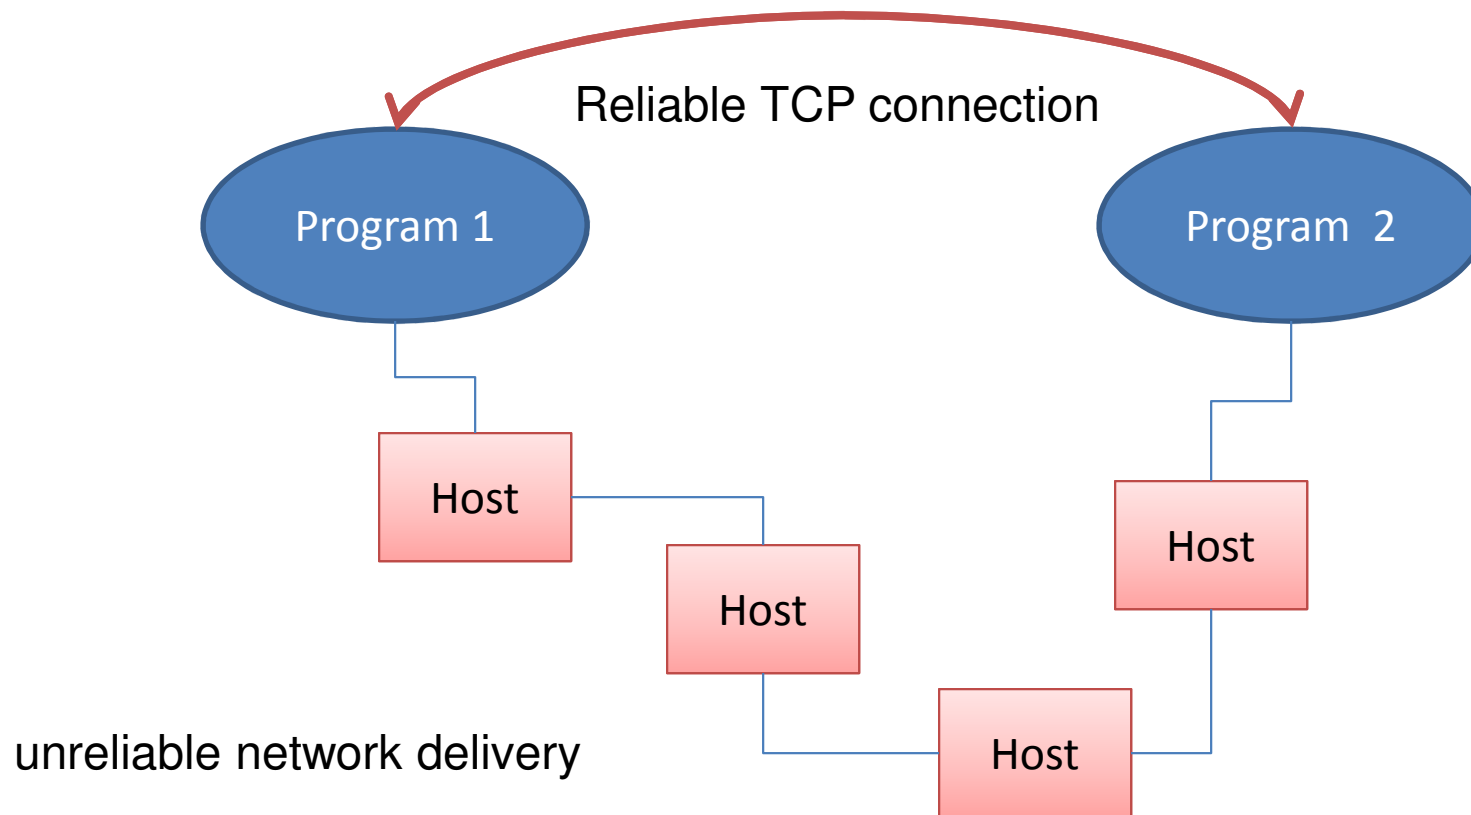 Reliable TCP connection
Program 1
Program 2
Host
Host
Host
Host
unreliable network delivery